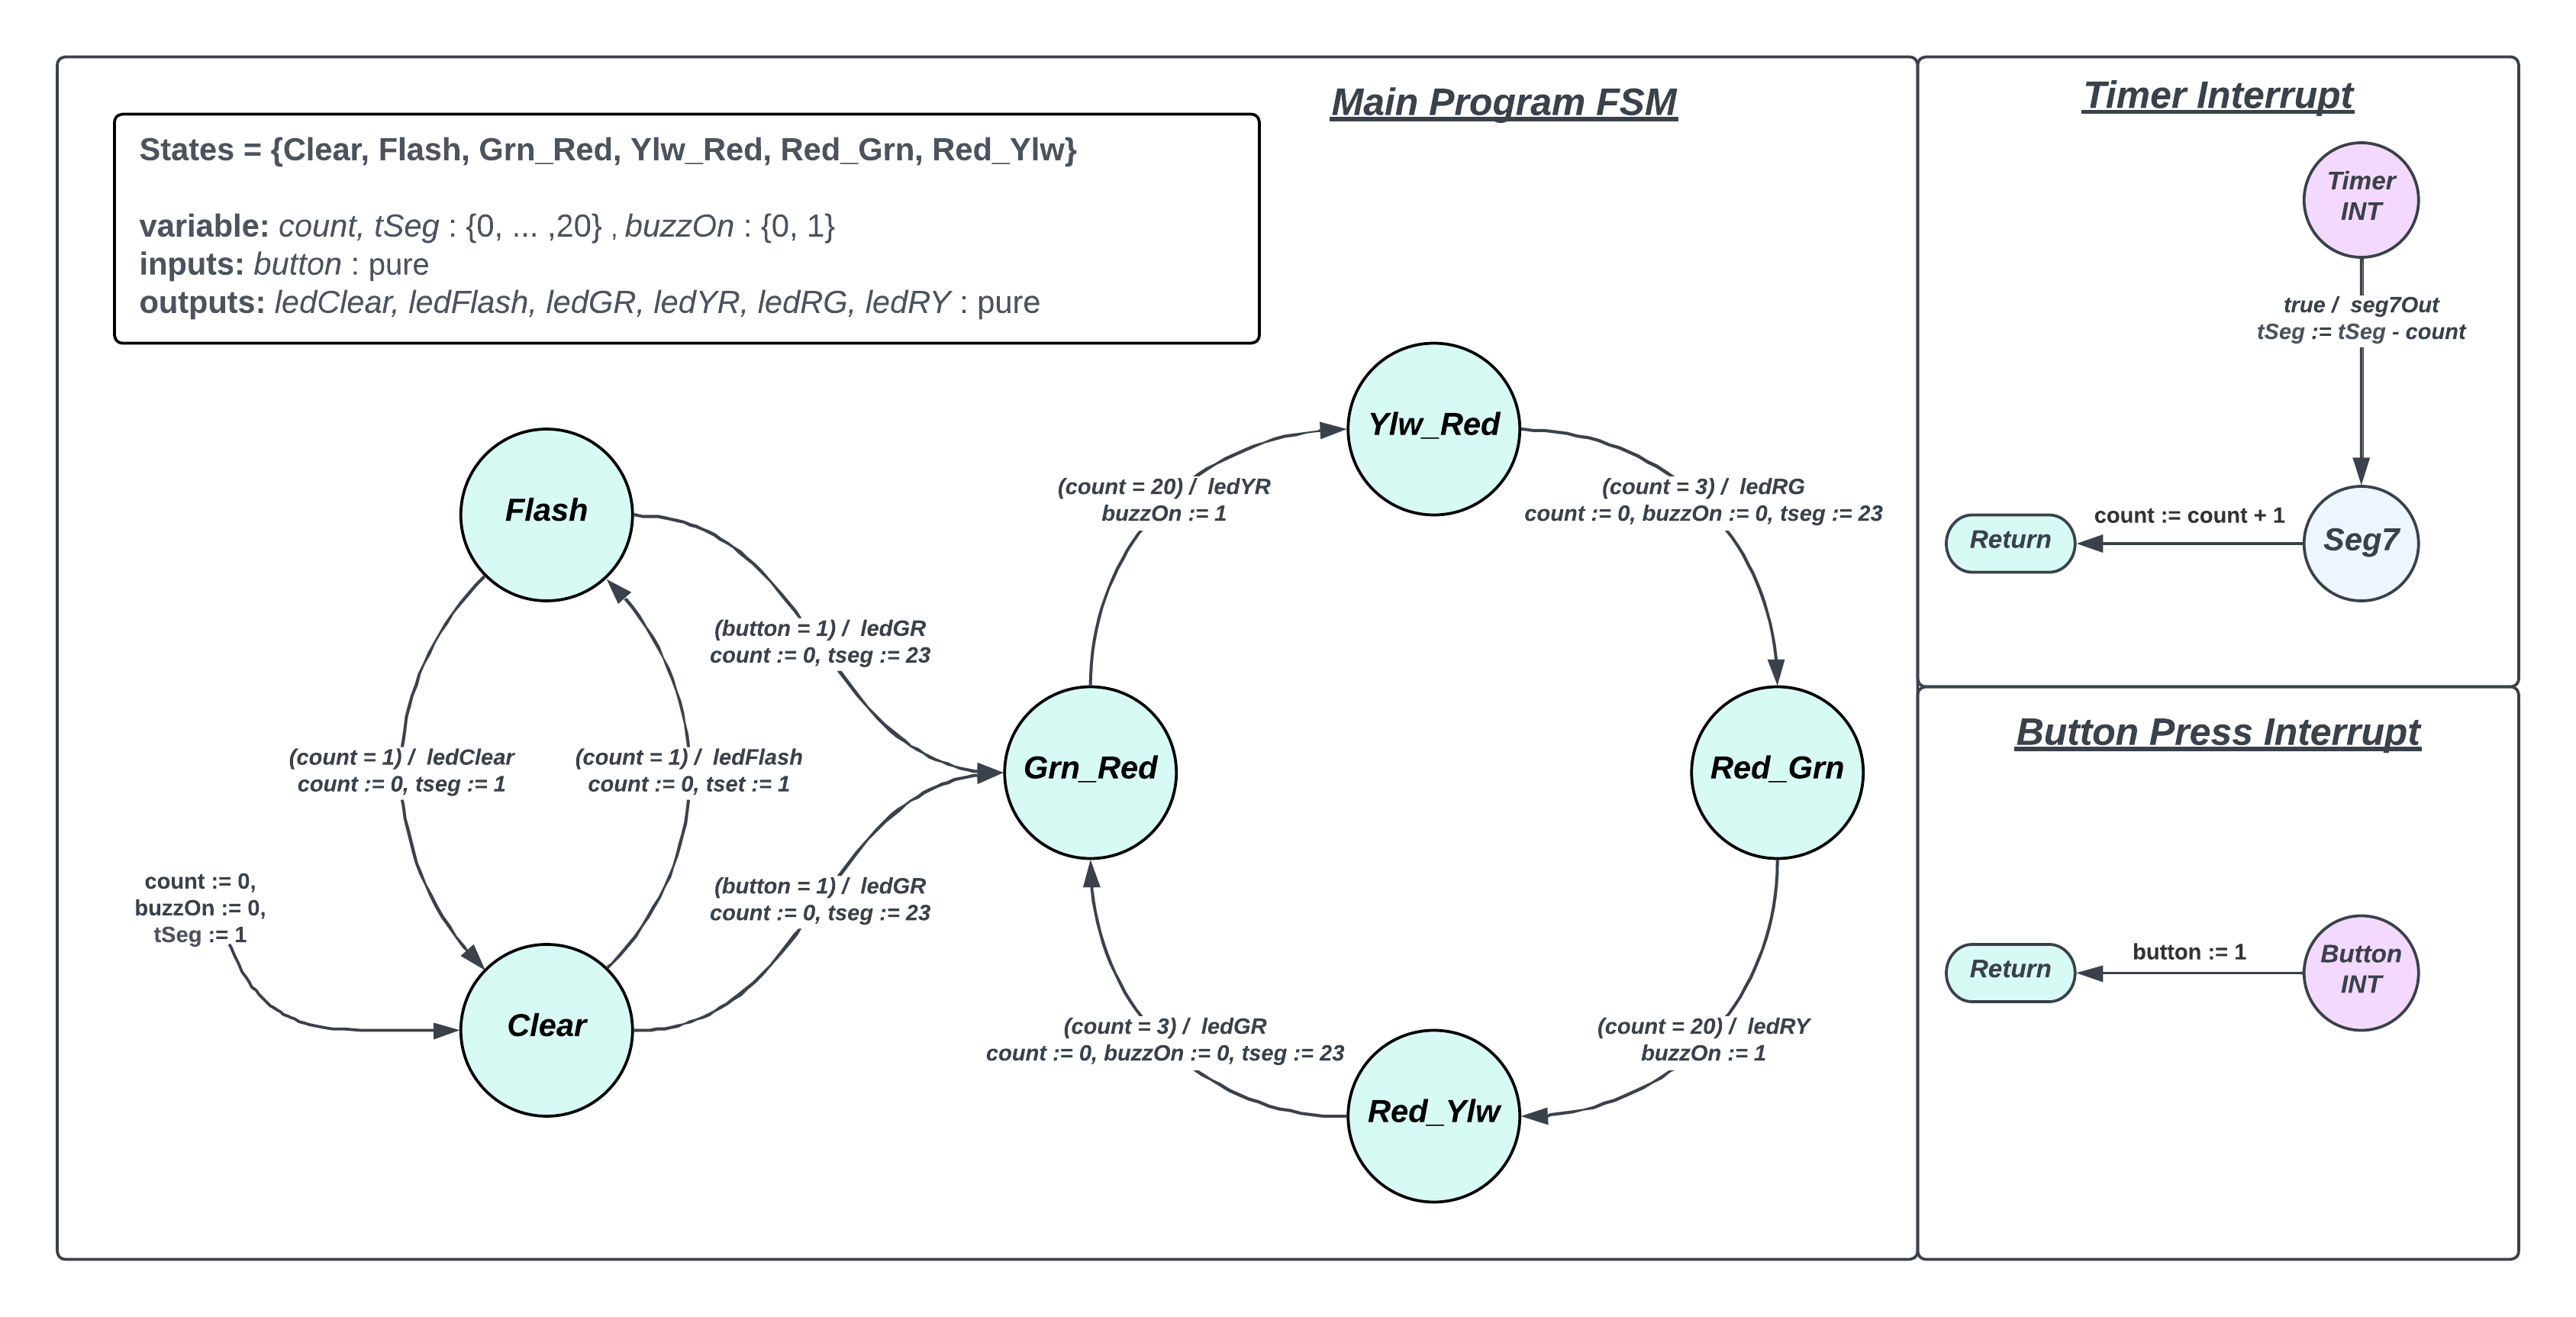 Main Program FSM
States = {Clear, Flash, Grn_Red, Ylw_Red, Red_Grn, Red_Ylw}
variable: count, tSeg : {0, ... ,20} , buzzOn : {0, 1}
inputs: button : pure
outputs: ledClear, ledFlash, ledGR, ledYR, ledRG, ledRY : pure
Flash
(button = 1) /  ledGR
count := 0, tseg := 23
(count = 1) /  ledClear
count := 0, tseg := 1
(count = 1) /  ledFlash
count := 0, tset := 1
count := 0,
buzzOn := 0,
tSeg := 1
Clear
(button = 1) /  ledGR
count := 0, tseg := 23
Grn_Red
(count = 20) /  ledYR
buzzOn := 1
Ylw_Red
(count = 3) /  ledRG
count := 0, buzzOn := 0, tseg := 23
Red_Grn
(count = 20) /  ledRY
buzzOn := 1
Red_Ylw
(count = 3) /  ledGR
count := 0, buzzOn := 0, tseg := 23
Timer Interrupt
Timer
INT
true /  seg7Out
tSeg := tSeg - count
Seg7
count := count + 1
Return
Button Press Interrupt
Button
INT
button := 1
Return